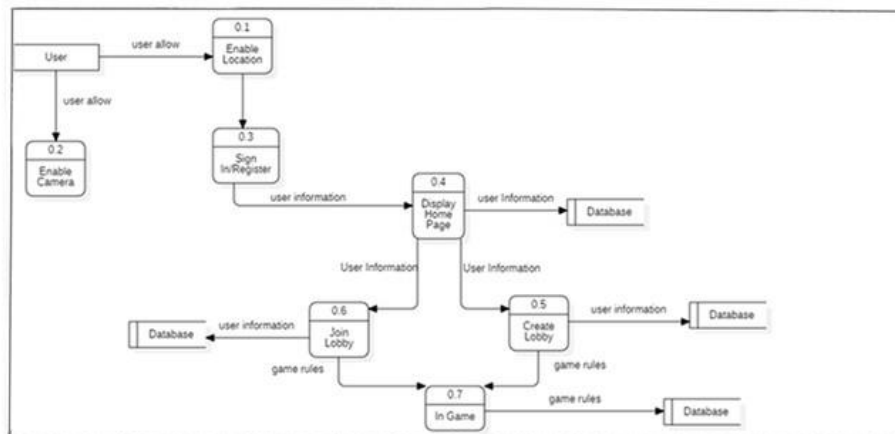 0.1
Enable
Location
user allow
User
user allow
0.2
Enable
Camera
0.3
Sign
In/Register
user information
0.4
Display
Home
Page
user Information
Database
User Information
User Information
0.6
Join
Lobby
user information
Database
0.5
Create
Lobby
user information
Database
game rules
game rules
0.7
In Game
game rules
Database